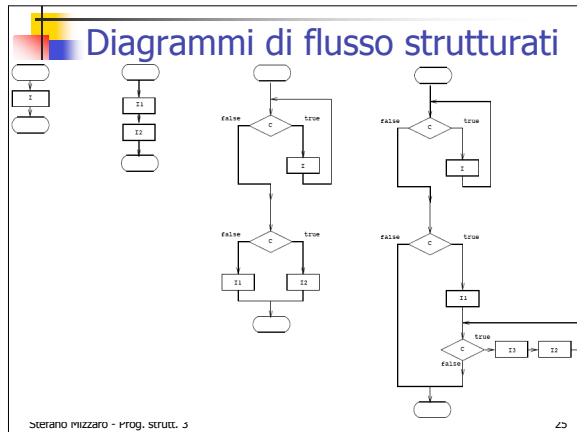 Diagrammi di flusso strutturati
I
I1
I2
C
false
true
I
C
false
true
I1
I2
C
false
true
I
C
false
true
I1
C
true
false
I3
I2
Stefano Mizzaro - Prog. strutt. 3
25